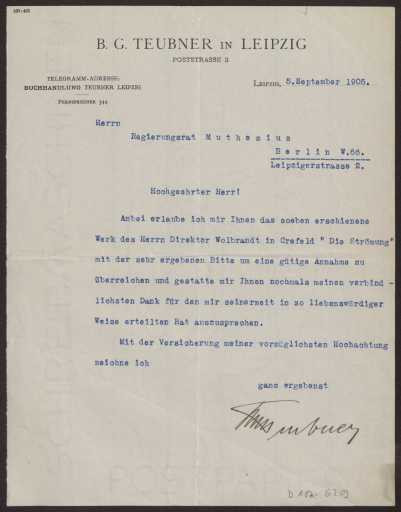 B. G. TEUBNER IN LEIPZIG
POSTSTRASSE 3
TELEGRAMM-ADRESSE:
BUCHHANDLUNG TEUBNER LEIPZIG
FERNSPRECHER 344
LEIPZIG, 5.September 1905.
Herrn
Regierungsrat Muthesius
Berlin W.66.
Leipzigerstrasse 2.
Hochgeehrter Herr!
Anbei erlaube ich mir Ihnen das soeben erschienene
Werk des Herrn Direktor Wolbrandt in Crefeld " Die Strömung"
mit der sehr ergebenen Bitte um eine gütige Annahme zu
überreichen und gestatte mir Ihnen nochmals meinen verbind -
lichsten Dank für den mir seinerzeit in so liebenswürdiger
Weise erteilten Rat auszusprechen.
Mit der Versicherung meiner vorzüglichsten Hochachtung
zeichne ich
ganz ergebenst
D 102-